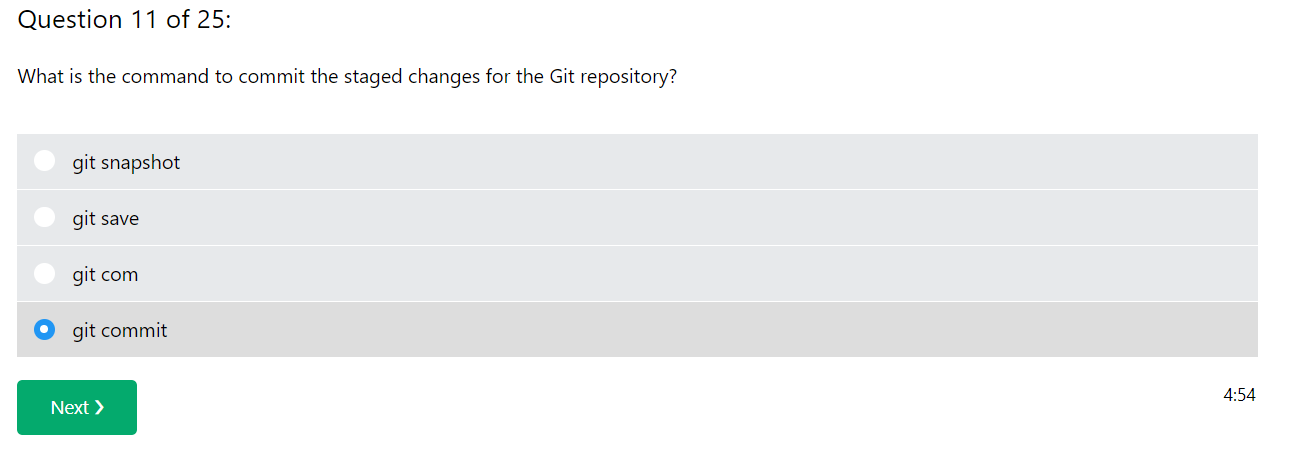 Question 11 of 25:
What is the command to commit the staged changes for the Git repository?
git snapshot
git save
git com
git commit
Next ❯
4:54